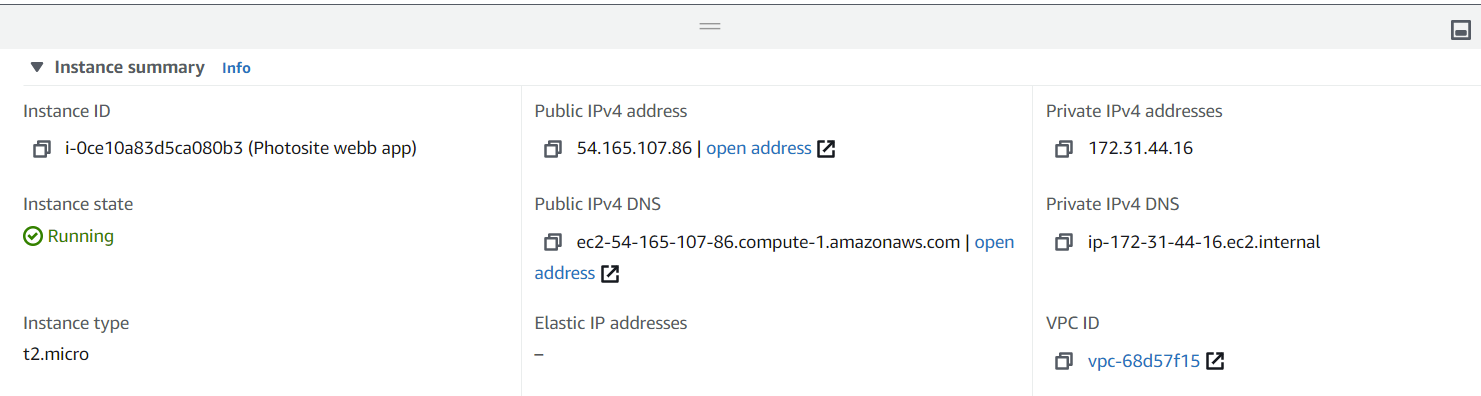 Instance summary Info
Instance ID
i-0ce10a83d5ca080b3 (Photosite webb app)
Public IPv4 address
54.165.107.86 | open address
Private IPv4 addresses
172.31.44.16
Instance state
Running
Public IPv4 DNS
ec2-54-165-107-86.compute-1.amazonaws.com | open
address
Private IPv4 DNS
ip-172-31-44-16.ec2.internal
Instance type
t2.micro
Elastic IP addresses
–
VPC ID
vpc-68d57f15